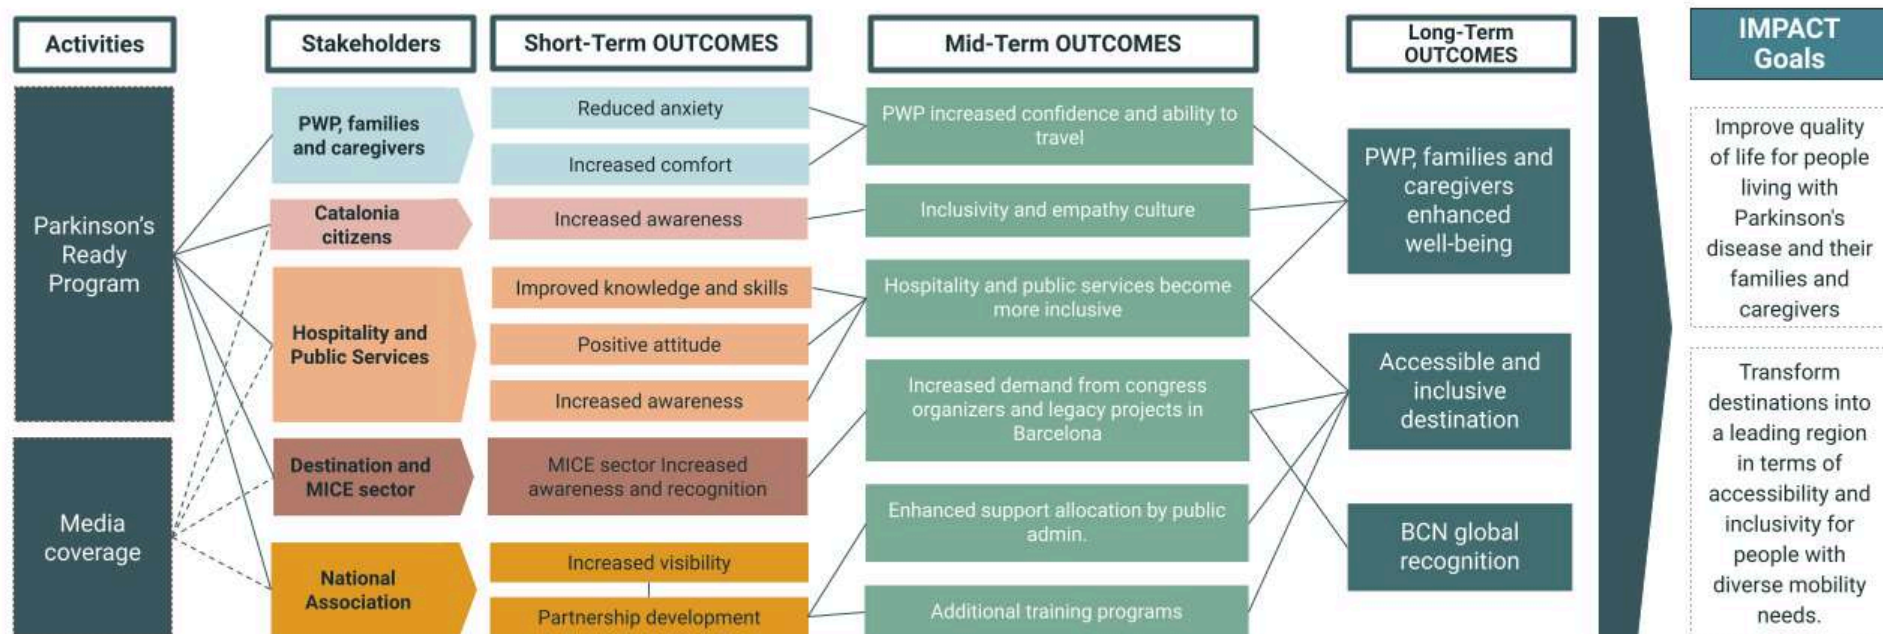 Activities
Stakeholders
Short-Term OUTCOMES
Mid-Term OUTCOMES
Long-Term
OUTCOMES
IMPACT
Goals
Parkinson's
Ready
Program
Media
coverage
PWP, families
and caregivers
Catalonia
citizens
Hospitality and
Public Services
Destination and
MICE sector
National
Association
Reduced anxiety
Increased comfort
Increased awareness
Improved knowledge and skills
Positive attitude
Increased awareness
MICE sector Increased
awareness and recognition
Increased visibility
Partnership development
PWP increased confidence and ability to
travel
Inclusivity and empathy culture
Hospitality and public services become
more inclusive
Increased demand from congress
organizers and legacy projects in
Barcelona
Enhanced support allocation by public
admin.
Additional training programs
PWP, families and
caregivers
enhanced
well-being
Accessible and
inclusive
destination
BCN global
recognition
Improve quality
of life for people
living with
Parkinson's
disease and their
families and
caregivers
Transform
destinations into
a leading region
in terms of
accessibility and
inclusivity for
people with
diverse mobility
needs.